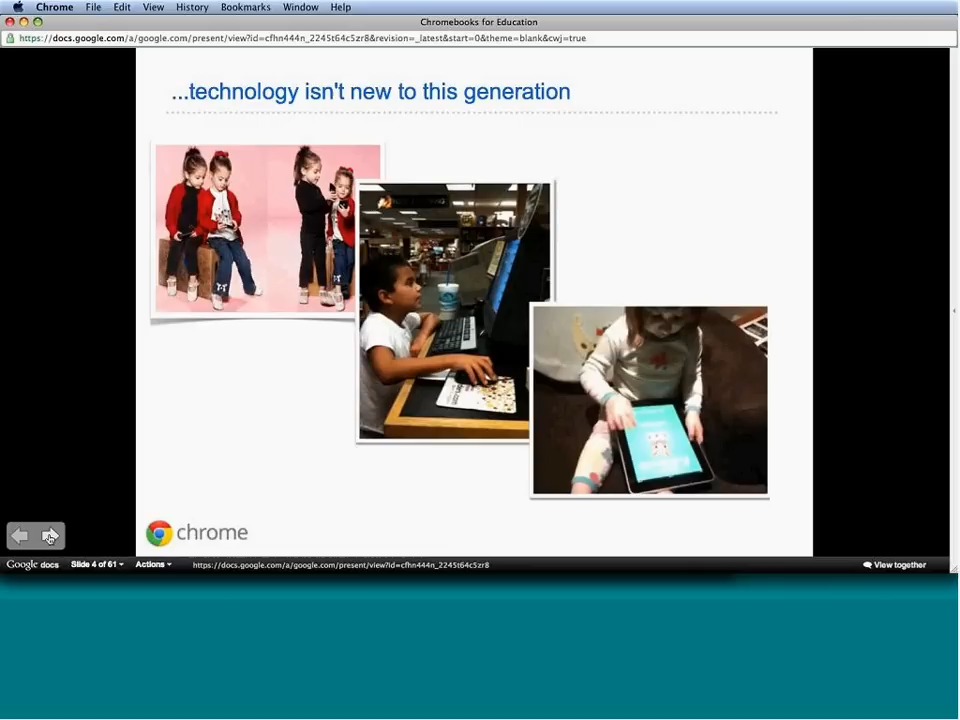 Chrome File Edit View History Bookmarks Window Help
Chromebooks for Education
https://docs.google.com/a/google.com/present/view?id=cfhn444n_2245t64c5zr8&revision=_latest&start=0&theme=blank&cwj=true
...technology isn't new to this generation
chrome
Google docs Slide 4 of 61 Actions https://docs.google.com/a/google.com/present/view?id=cfhn444n_2245t64c5zr8 View together